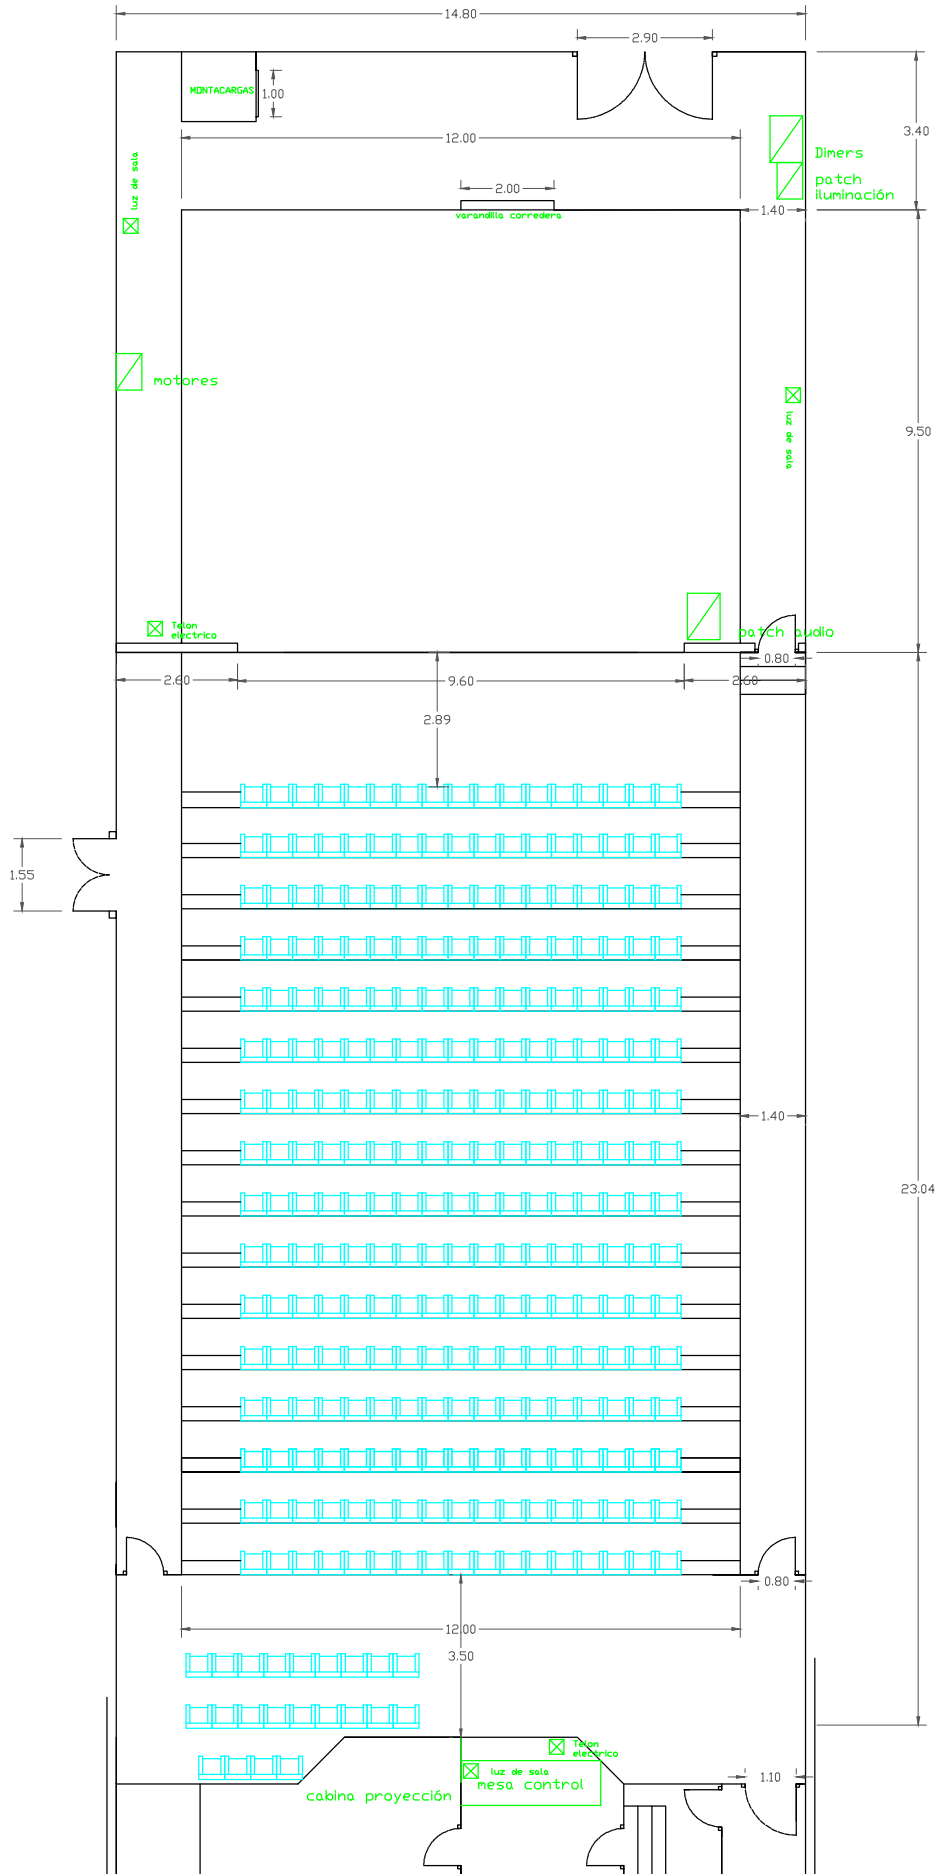 14.80
2.90
MONTACARGAS
1.00
3.40
12.00
Dimers
luz de sala
patch
iluminación
2.00
varandilla corredera
1.40
motores
luz de sala
9.50
Telon
electrico
patch audio
0.80
2.60
9.60
2.60
2.89
1.55
1.40
23.04
0.80
12.00
3.50
Telon
electrico
luz de sala
mesa control
1.10
cabina proyección